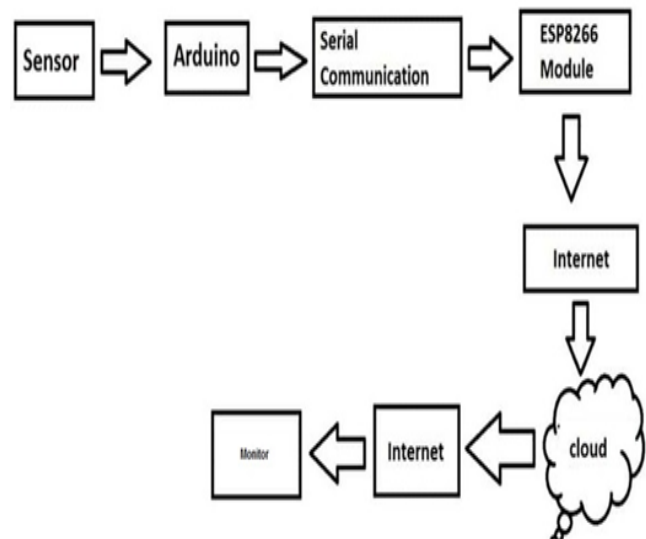 Sensor
Arduino
Serial
Communication
ESP8266
Module
Internet
cloud
Internet
Monitor